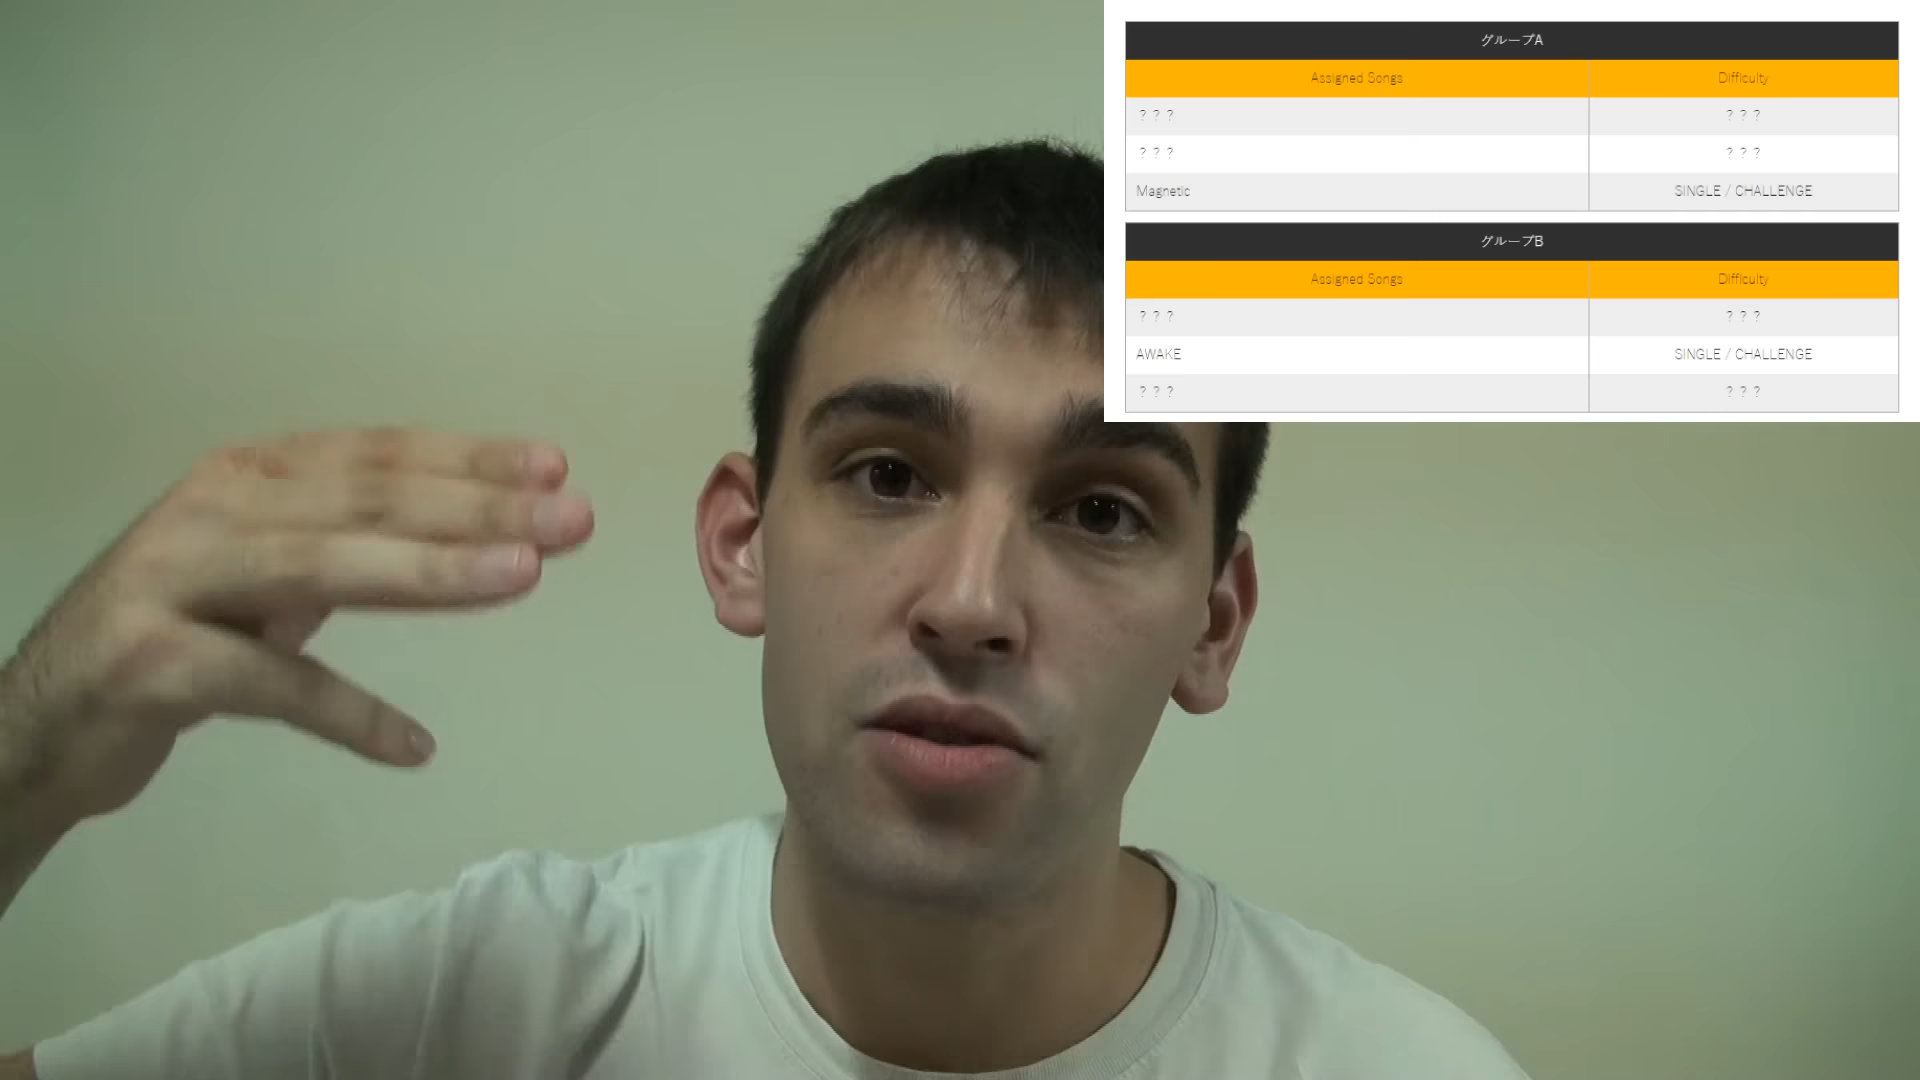 グループA
Assigned Songs Difficulty
？？？ ？？？
？？？ ？？？
Magnetic SINGLE / CHALLENGE
グループB
Assigned Songs Difficulty
？？？ ？？？
AWAKE SINGLE / CHALLENGE
？？？ ？？？